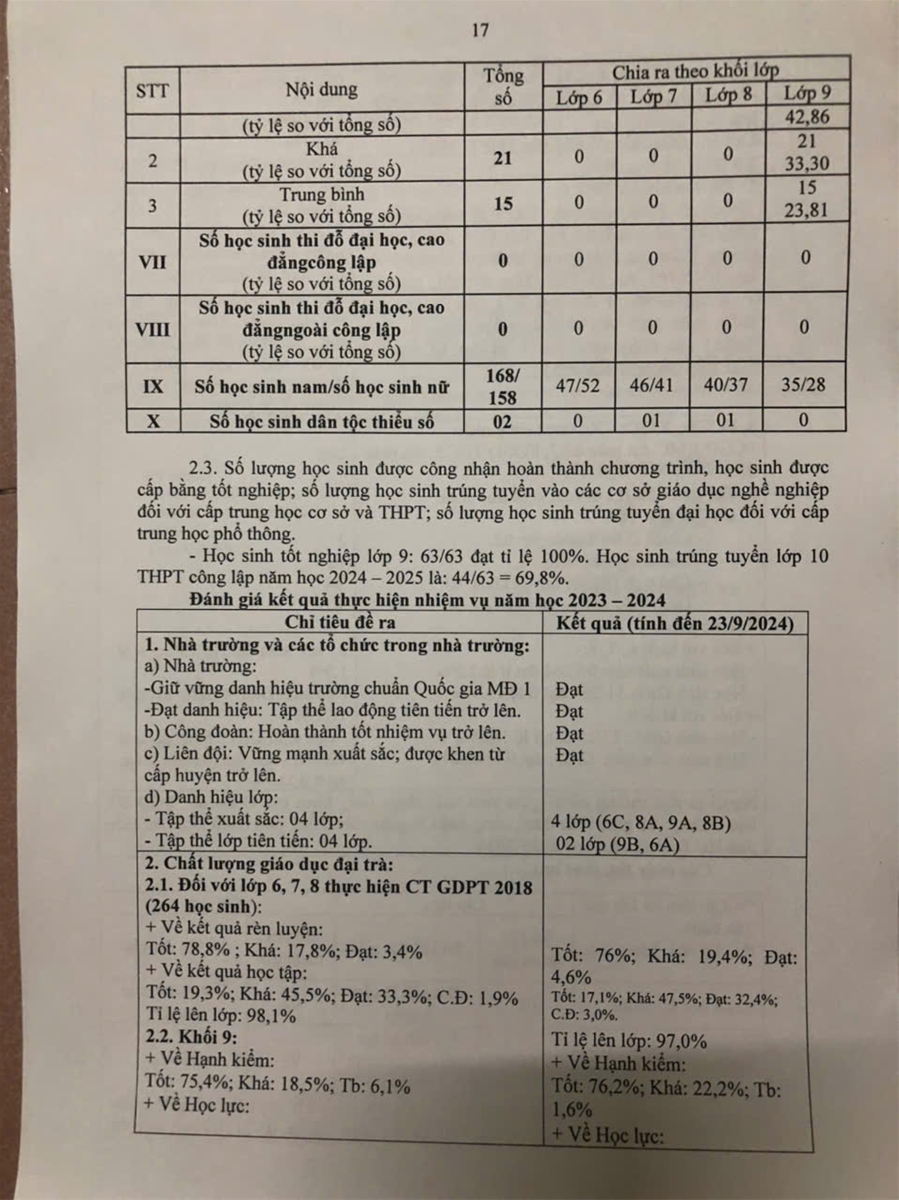 17
STT Nội dung Tổng số Chia ra theo khối lớp
Lớp 6 Lớp 7 Lớp 8 Lớp 9
(tỷ lệ so với tổng số) 42,86
2 Khá 21 0 0 0 21
(tỷ lệ so với tổng số) 33,30
3 Trung bình 15 0 0 0 15
(tỷ lệ so với tổng số) 23,81
VII Số học sinh thi đỗ đại học, cao
đẳngcông lập 0 0 0 0 0
(tỷ lệ so với tổng số)
VIII Số học sinh thi đỗ đại học, cao
đẳngngoài công lập 0 0 0 0 0
(tỷ lệ so với tổng số)
IX Số học sinh nam/số học sinh nữ 168/158 47/52 46/41 40/37 35/28
X Số học sinh dân tộc thiểu số 02 0 01 01 0
2.3. Số lượng học sinh được công nhận hoàn thành chương trình, học sinh được
cấp bằng tốt nghiệp; số lượng học sinh trúng tuyển vào các cơ sở giáo dục nghề nghiệp
đối với cấp trung học cơ sở và THPT; số lượng học sinh trúng tuyển đại học đối với cấp
trung học phổ thông.
- Học sinh tốt nghiệp lớp 9: 63/63 đạt tỉ lệ 100%. Học sinh trúng tuyển lớp 10
THPT công lập năm học 2024 – 2025 là: 44/63 = 69,8%.
Đánh giá kết quả thực hiện nhiệm vụ năm học 2023 – 2024
Chỉ tiêu đề ra Kết quả (tính đến 23/9/2024)
1. Nhà trường và các tổ chức trong nhà trường:
a) Nhà trường:
-Giữ vững danh hiệu trường chuẩn Quốc gia MĐ 1 Đạt
-Đạt danh hiệu: Tập thể lao động tiên tiến trở lên. Đạt
b) Công đoàn: Hoàn thành tốt nhiệm vụ trở lên. Đạt
c) Liên đội: Vững mạnh xuất sắc; được khen từ Đạt
cấp huyện trở lên.
d) Danh hiệu lớp:
- Tập thể xuất sắc: 04 lớp; 4 lớp (6C, 8A, 9A, 8B)
- Tập thể lớp tiên tiến: 04 lớp. 02 lớp (9B, 6A)
2. Chất lượng giáo dục đại trà:
2.1. Đối với lớp 6, 7, 8 thực hiện CT GDPT 2018
(264 học sinh):
+ Về kết quả rèn luyện:
Tốt: 78,8% ; Khá: 17,8%; Đạt: 3,4%
+ Về kết quả học tập:
Tốt: 19,3%; Khá: 45,5%; Đạt: 33,3%; C.Đ: 1,9%
Tỉ lệ lên lớp: 98,1%
2.2. Khối 9:
+ Về Hạnh kiểm:
Tốt: 75,4%; Khá: 18,5%; Tb: 6,1%
+ Về Học lực:
Tốt: 76%; Khá: 19,4%; Đạt:
4,6%
Tốt: 17,1%; Khá: 47,5%; Đạt: 32,4%;
C.Đ: 3,0%.
Tỉ lệ lên lớp: 97,0%
+ Về Hạnh kiểm:
Tốt: 76,2%; Khá: 22,2%; Tb:
1,6%
+ Về Học lực: